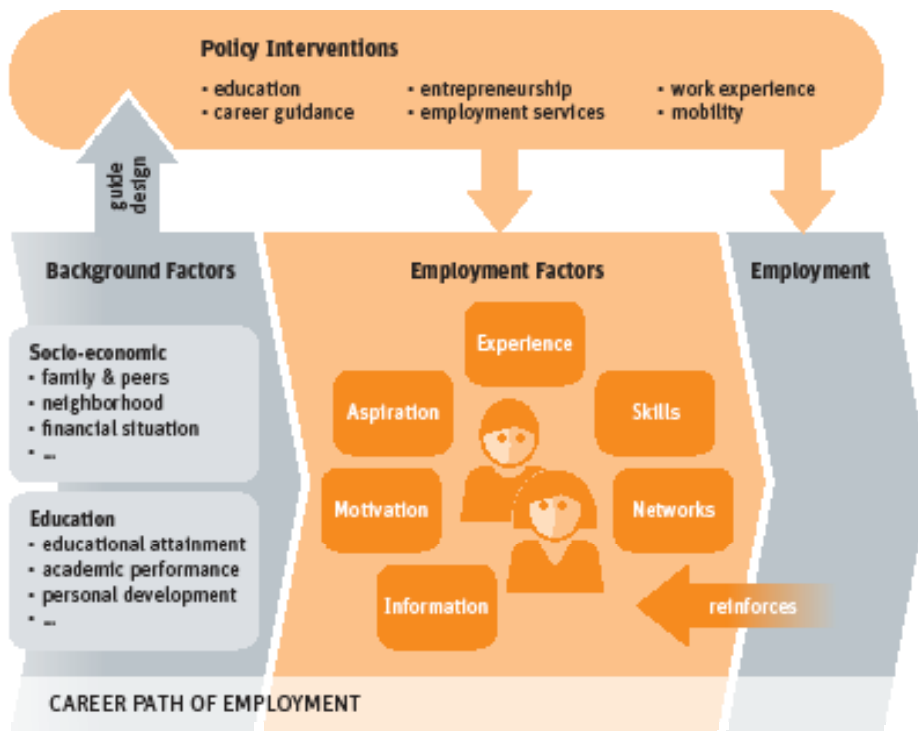 Policy Interventions
• education
• career guidance
• entrepreneurship
• employment services
• work experience
• mobility
guide
design
Background Factors
Socio-economic
• family & peers
• neighborhood
• financial situation
• ...
Education
• educational attainment
• academic performance
• personal development
• ...
Employment Factors
Experience
Aspiration
Skills
Motivation
Networks
Information
reinforces
Employment
CAREER PATH OF EMPLOYMENT